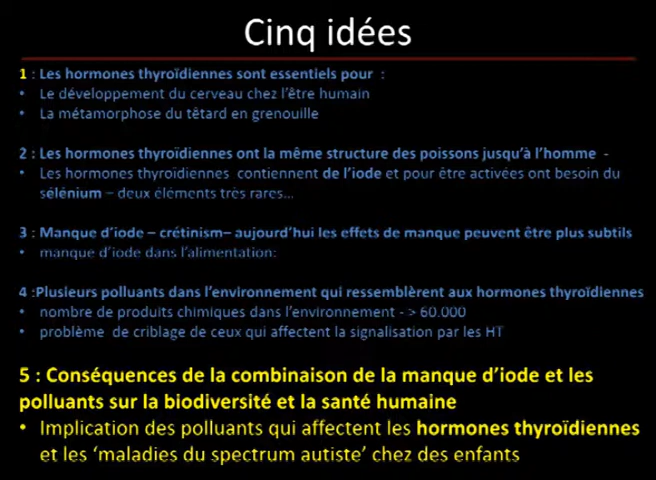 Cinq idées
1 : Les hormones thyroïdiennes sont essentiels pour :
• Le développement du cerveau chez l'être humain
• La métamorphose du têtard en grenouille
2 : Les hormones thyroïdiennes ont la même structure des poissons jusqu'à l'homme -
• Les hormones thyroïdiennes contiennent de l'iode et pour être activées ont besoin du
sélénium – deux éléments très rares...
3 : Manque d'iode – crétinism– aujourd'hui les effets de manque peuvent être plus subtils
• manque d'iode dans l'alimentation:
4 :Plusieurs polluants dans l'environnement qui ressemblèrent aux hormones thyroïdiennes
• nombre de produits chimiques dans l'environnement - > 60.000
• problème de criblage de ceux qui affectent la signalisation par les HT
5 : Conséquences de la combinaison de la manque d'iode et les
polluants sur la biodiversité et la santé humaine
• Implication des polluants qui affectent les hormones thyroïdiennes
et les 'maladies du spectrum autiste' chez des enfants